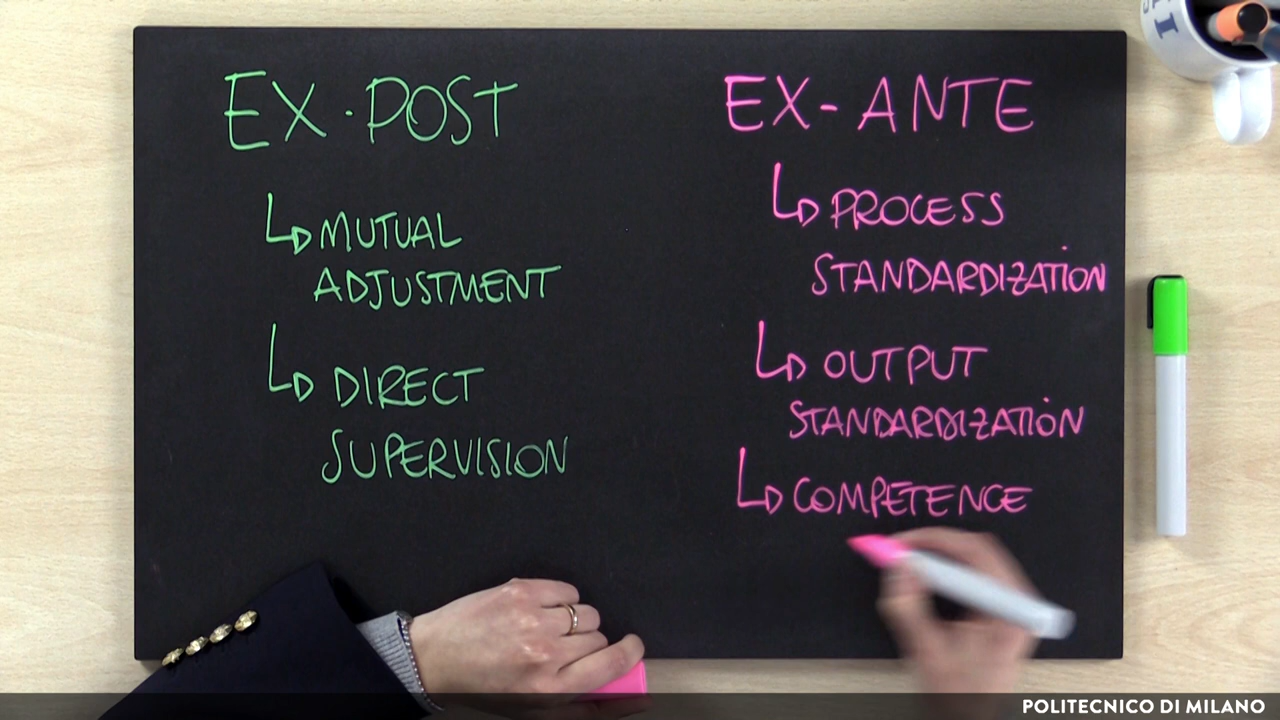 EX-POST
MUTUAL
ADJUSTMENT
DIRECT
SUPERVISION
EX-ANTE
PROCESS
STANDARDIZATION
OUTPUT
STANDARDIZATION
COMPETENCE
POLITECNICO DI MILANO